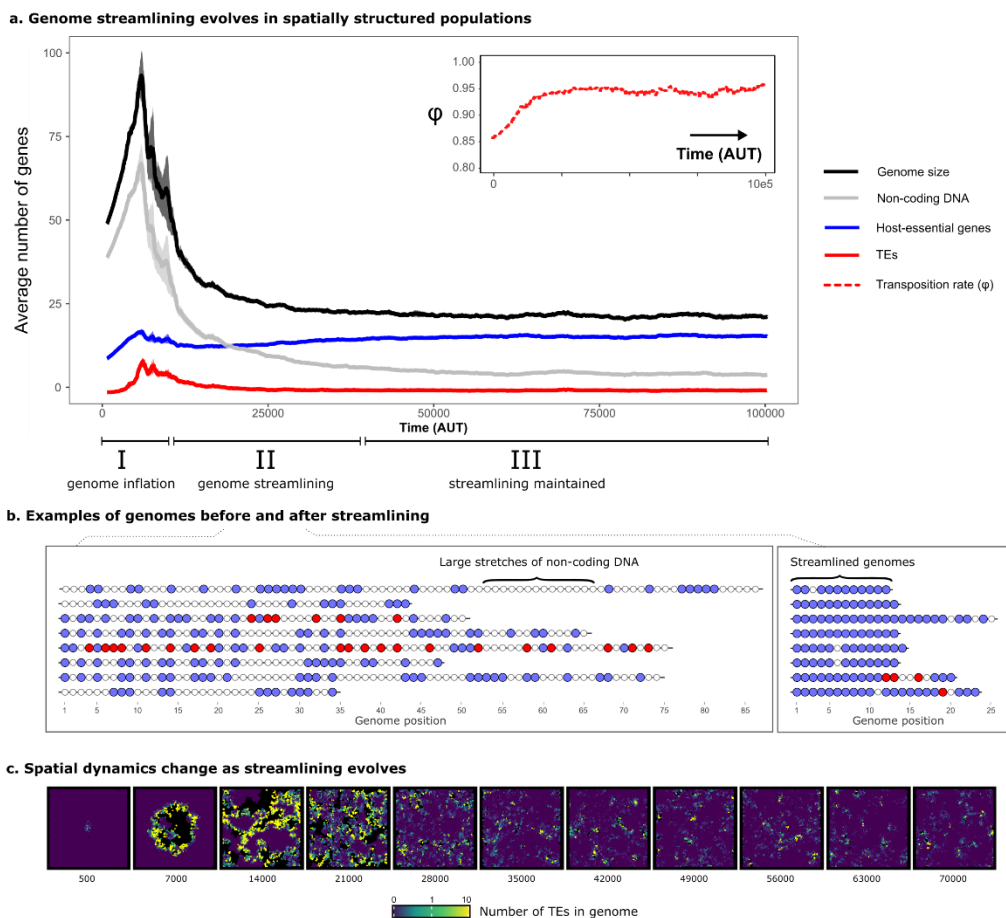 a. Genome streamlining evolves in spatially structured populations
Average number of genes
100
75
50
25
0
0 25000 50000 75000 100000
Time (AUT)
φ
1.00
0.95
0.90
0.85
0.80
Time (AUT)
0 10e5
Genome size
Non-coding DNA
Host-essential genes
TEs
Transposition rate (φ)
I II III
genome inflation genome streamlining streamlining maintained
b. Examples of genomes before and after streamlining
Large stretches of non-coding DNA
Streamlined genomes
1 5 10 15 20 25 30 35 40 45 50 55 60 65 70 75 80 85
Genome position
1 5 10 15 20 25
Genome position
c. Spatial dynamics change as streamlining evolves
500 7000 14000 21000 28000 35000 42000 49000 56000 63000 70000
0 1 10
Number of TEs in genome